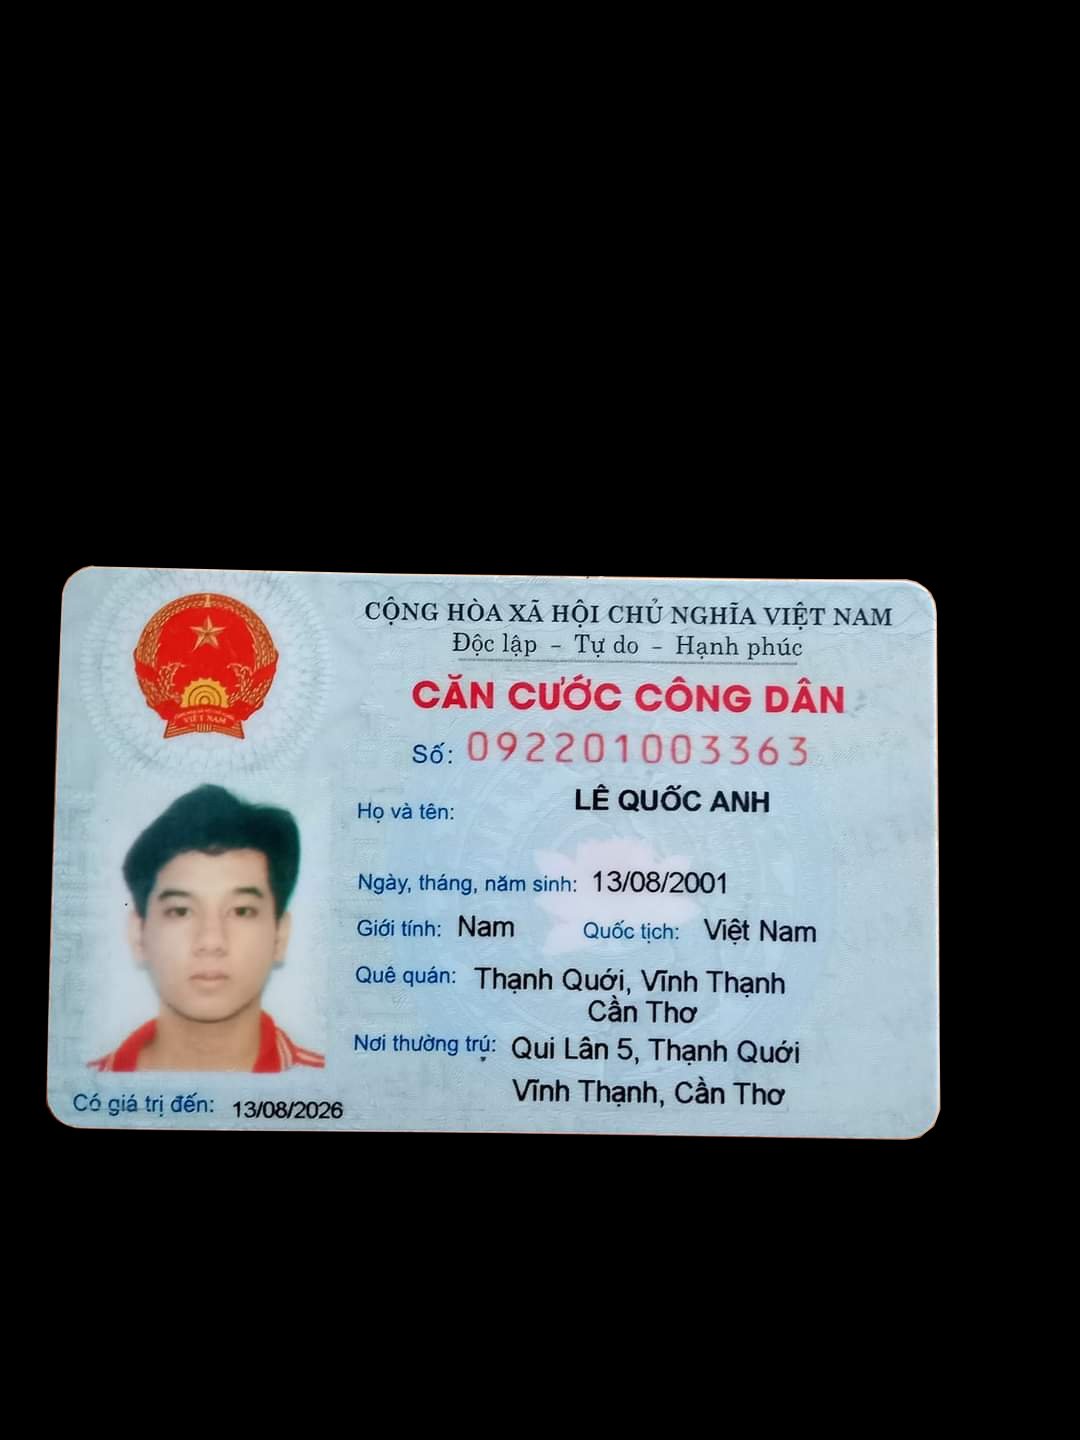 CỘNG HÒA XÃ HỘI CHỦ NGHĨA VIỆT NAM
Độc lập - Tự do - Hạnh phúc
CĂN CƯỚC CÔNG DÂN
Số: 092201003363
Họ và tên: LÊ QUỐC ANH
Ngày, tháng, năm sinh: 13/08/2001
Giới tính: Nam Quốc tịch: Việt Nam
Quê quán: Thạnh Quới, Vĩnh Thạnh
Cần Thơ
Nơi thường trú: Qui Lân 5, Thạnh Quới
Vĩnh Thạnh, Cần Thơ
Có giá trị đến: 13/08/2026
VIỆT NAM